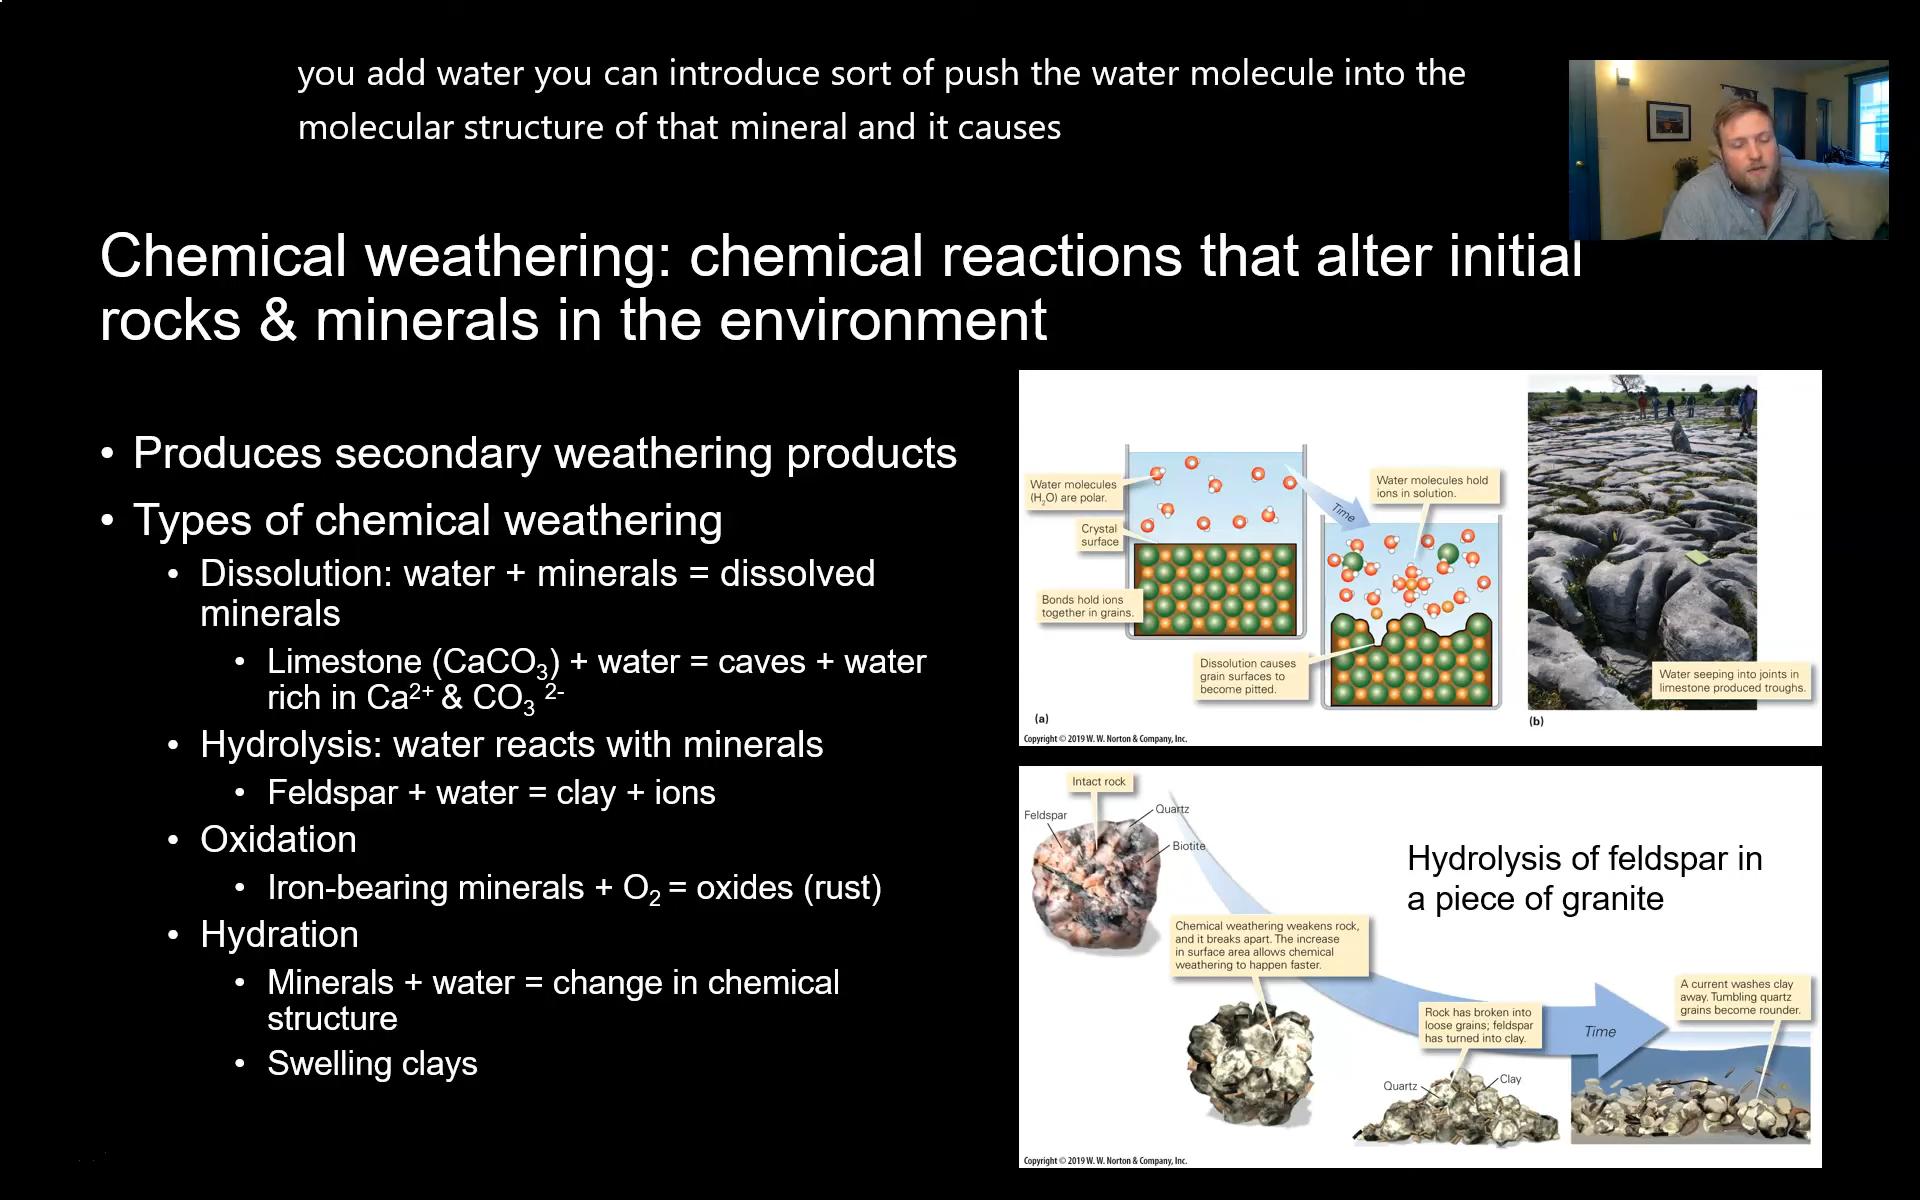 you add water you can introduce sort of push the water molecule into the
molecular structure of that mineral and it causes
Chemical weathering: chemical reactions that alter initial
rocks & minerals in the environment
• Produces secondary weathering products
• Types of chemical weathering
• Dissolution: water + minerals = dissolved
minerals
• Limestone (CaCO₃) + water = caves + water
rich in Ca²⁺ & CO₃ ²⁻
• Hydrolysis: water reacts with minerals
• Feldspar + water = clay + ions
• Oxidation
• Iron-bearing minerals + O₂ = oxides (rust)
• Hydration
• Minerals + water = change in chemical
structure
• Swelling clays
Water molecules
(H₂O) are polar.
Crystal
surface
Bonds hold ions
together in grains.
Time
Water molecules hold
ions in solution.
Dissolution causes
grain surfaces to
become pitted.
Water seeping into joints in
limestone produced troughs.
(a)
(b)
Copyright © 2019 W. W. Norton & Company, Inc.
Intact rock
Feldspar
Quartz
Biotite
Hydrolysis of feldspar in
a piece of granite
Chemical weathering weakens rock,
and it breaks apart. The increase
in surface area allows chemical
weathering to happen faster.
Rock has broken into
loose grains; feldspar
has turned into clay.
Time
A current washes clay
away. Tumbling quartz
grains become rounder.
Quartz
Clay
Copyright © 2019 W. W. Norton & Company, Inc.